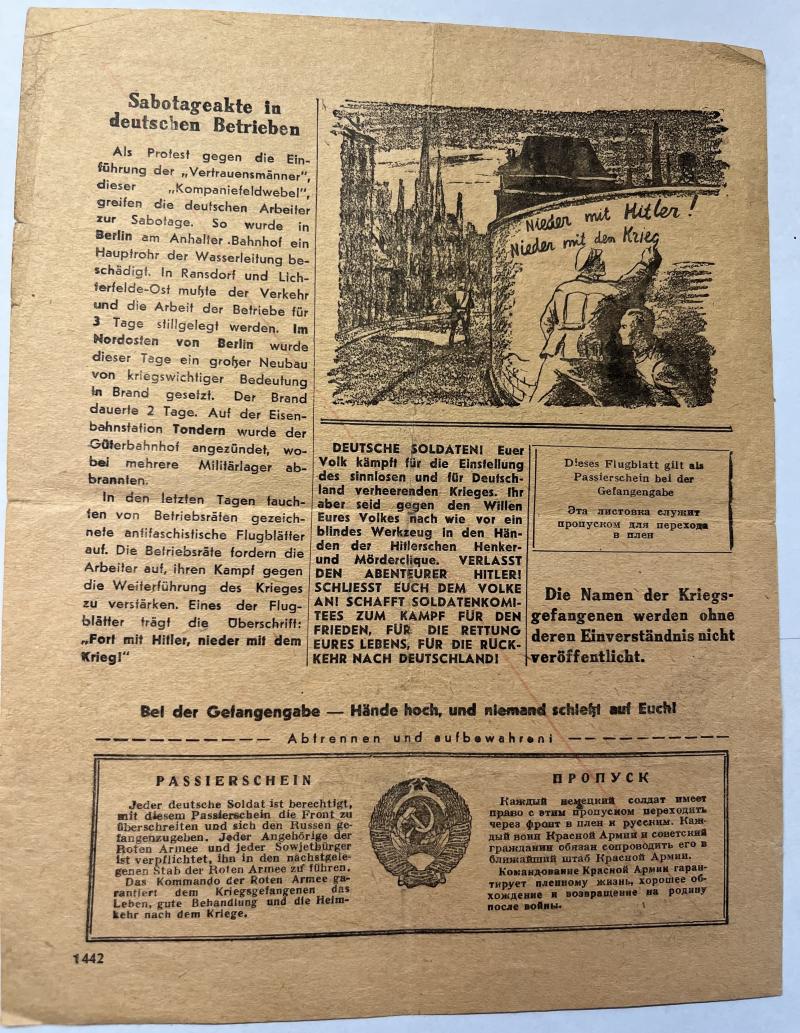 Sabotageakte in
deutschen Betrieben
Als Protest gegen die Ein-
führung der „Vertrauensmänner“,
dieser „Kompaniefeldwebel“,
greifen die deutschen Arbeiter
zur Sabotage. So wurde in
Berlin am Anhalter Bahnhof ein
Hauptrohr der Wasserleitung be-
schädigt. In Ransdorf und Lich-
terfelde-Ost mußte der Verkehr
und die Arbeit der Betriebe für
3 Tage stillgelegt werden. Im
Nordosten von Berlin wurde
dieser Tage ein großer Neubau
von kriegswichtiger Bedeutung
in Brand gesetzt. Der Brand
dauerte 2 Tage. Auf der Eisen-
bahnstation Tondern wurde der
Güterbahnhof angezündet, wo-
bei mehrere Militärlager ab-
brannten.
In den letzten Tagen tauch-
ten von Betriebsräten gezeich-
nete antifaschistische Flugblätter
auf. Die Betriebsräte fordern die
Arbeiter auf, ihren Kampf gegen
die Weiterführung des Krieges
zu verstärken. Eines der Flug-
blätter trägt die Überschrift:
„Fort mit Hitler, nieder mit dem
Krieg!“
Nieder mit Hitler!
Nieder mit dem Krieg
DEUTSCHE SOLDATEN! Euer
Volk kämpft für die Einstellung
des sinnlosen und für Deutsch-
land verheerenden Krieges. Ihr
aber seid gegen den Willen
Eures Volkes nach wie vor ein
blindes Werkzeug in den Hän-
den der Hitlerschen Henker-
und Mörderclique. VERLASST
DEN ABENTEURER HITLER!
SCHLIESST EUCH DEM VOLKE
AN! SCHAFFT SOLDATENKOMI-
TEES ZUM KAMPF FÜR DEN
FRIEDEN, FÜR DIE RETTUNG
EURES LEBENS, FÜR DIE RÜCK-
KEHR NACH DEUTSCHLAND!
Dieses Flugblatt gilt als
Passierschein bei der
Gefangengabe
Эта листовка служит
пропуском для перехода
в плен
Die Namen der Kriegs-
gefangenen werden ohne
deren Einverständnis nicht
veröffentlicht.
Bei der Gefangengabe — Hände hoch, und niemand schießt auf Euch!
Abtrennen und aufbewahren!
PASSIERSCHEIN
Jeder deutsche Soldat ist berechtigt,
mit diesem Passierschein die Front zu
überschreiten und sich den Russen ge-
fangenzugeben. Jeder Angehörige der
Roten Armee und jeder Sowjetbürger
ist verpflichtet, ihn in den nächstgele-
genen Stab der Roten Armee zu führen.
Das Kommando der Roten Armee ga-
rantiert dem Kriegsgefangenen das
Leben, gute Behandlung und die Heim-
kehr nach dem Kriege.
ПРОПУСК
Каждый немецкий солдат имеет
право с этим пропуском переходить
через фронт в плен к русским. Каж-
дый воин Красной Армии и советский
гражданин обязан сопроводить его в
ближайший штаб Красной Армии.
Командование Красной Армии гаран-
тирует пленному жизнь, хорошее об-
хождение и возвращение на родину
после войны.
1442